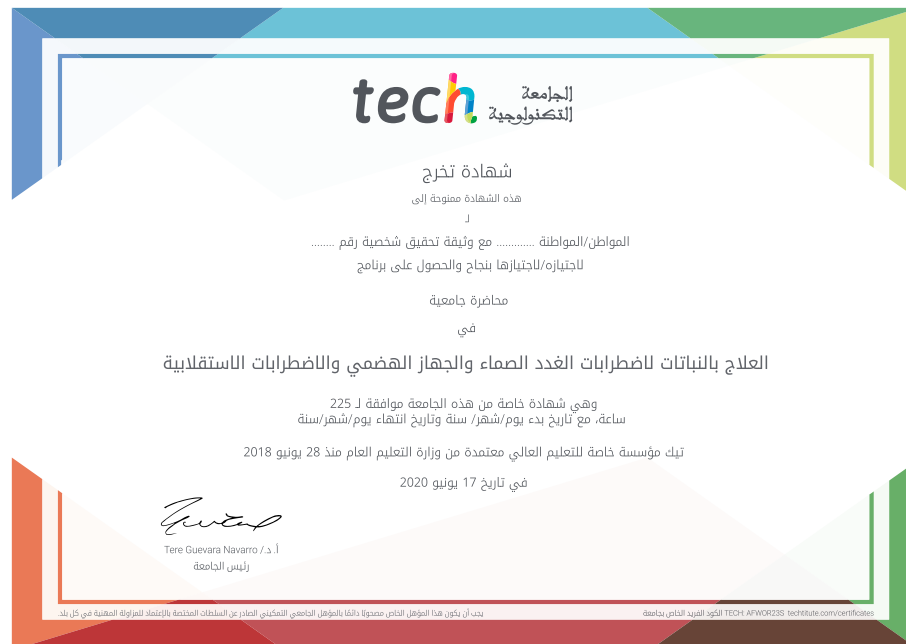 tech الجامعة
التكنولوجية
شهادة تخرج
هذه الشهادة ممنوحة إلى
لـ
المواطن/المواطنة ............. مع وثيقة تحقيق شخصية رقم ........
لاجتيازه/لاجتيازها بنجاح والحصول على برنامج
محاضرة جامعية
في
العلاج بالنباتات لاضطرابات الغدد الصماء والجهاز الهضمي والاضطرابات الاستقلابية
وهي شهادة خاصة من هذه الجامعة موافقة لـ 225
ساعة، مع تاريخ بدء يوم/شهر/ سنة وتاريخ انتهاء يوم/شهر/سنة
تيك مؤسسة خاصة للتعليم العالي معتمدة من وزارة التعليم العام منذ 28 يونيو 2018
في تاريخ 17 يونيو 2020
أ.د./ Tere Guevara Navarro
رئيس الجامعة
يجب أن يكون هذا المؤهل الخاص مصحوبًا دائمًا بالمؤهل الجامعي التمكيني الصادر عن السلطات المختصة بالإعتماد للمزاولة المهنية في كل بلد.
الكود الفريد الخاص بجامعة TECH: AFWOR23S techtitute.com/certificates